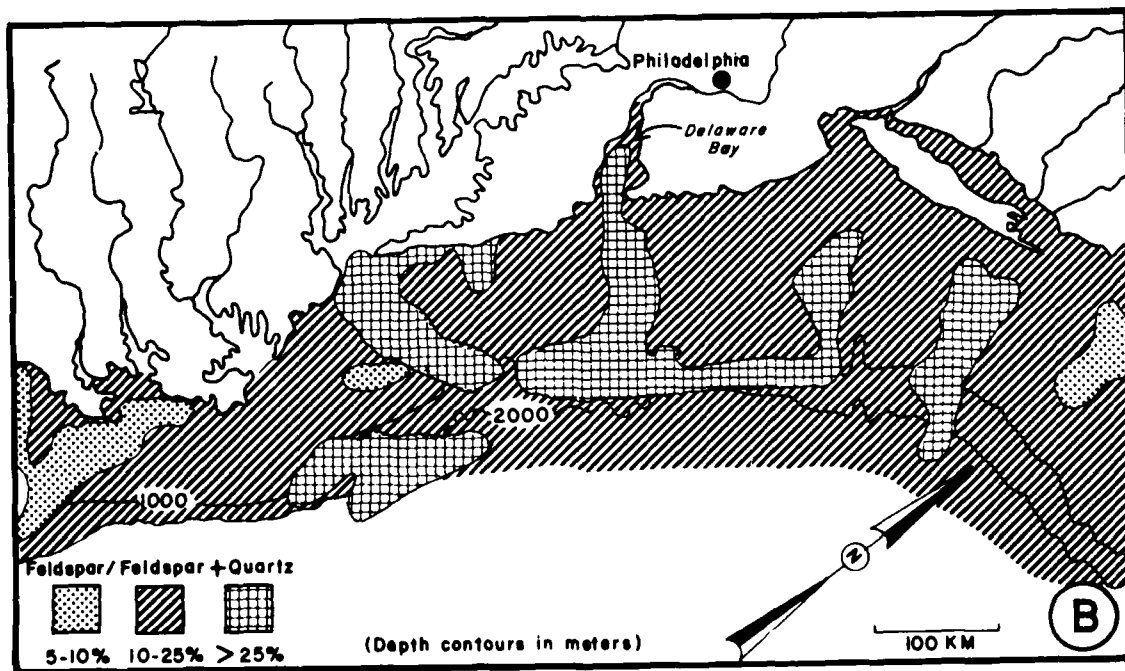 Philadelphia
Delaware
Bay
2000
1000
Feldspar/Feldspar+Quartz
5-10% 10-25% >25%
(Depth contours in meters)
N
100 KM
B